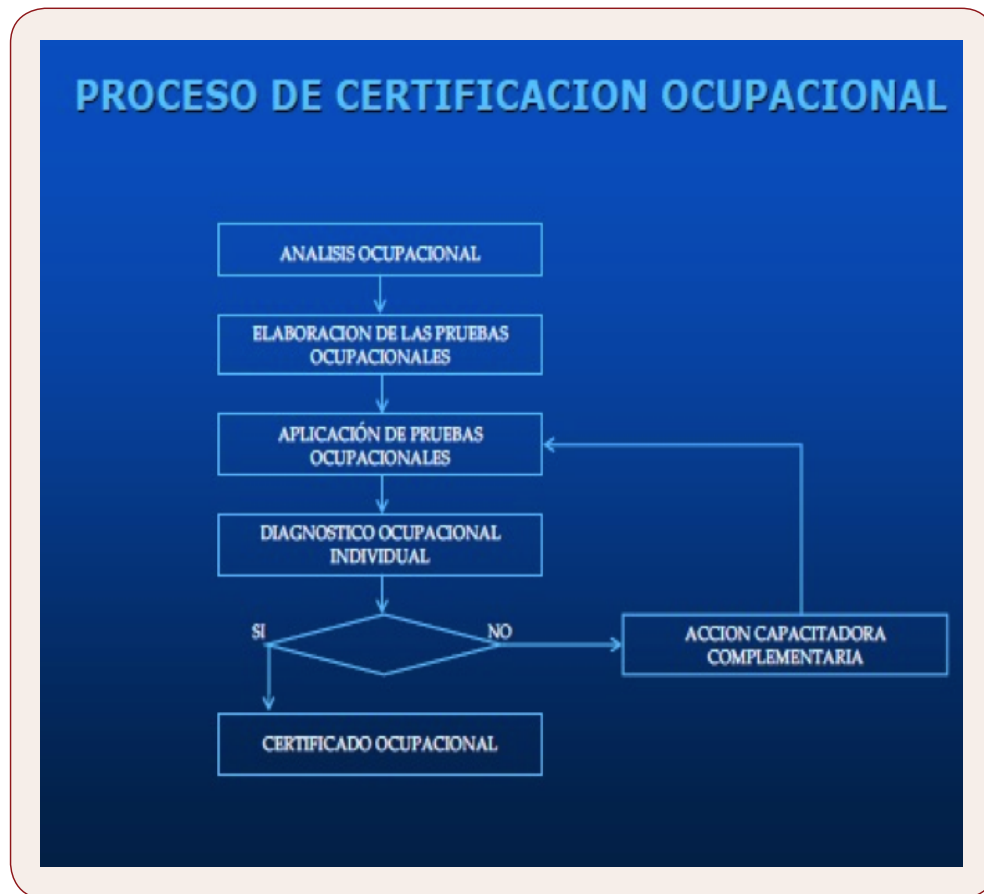 PROCESO DE CERTIFICACION OCUPACIONAL
ANALISIS OCUPACIONAL
ELABORACION DE LAS PRUEBAS
OCUPACIONALES
APLICACIÓN DE PRUEBAS
OCUPACIONALES
DIAGNOSTICO OCUPACIONAL
INDIVIDUAL
SI
NO
ACCION CAPACITADORA
COMPLEMENTARIA
CERTIFICADO OCUPACIONAL